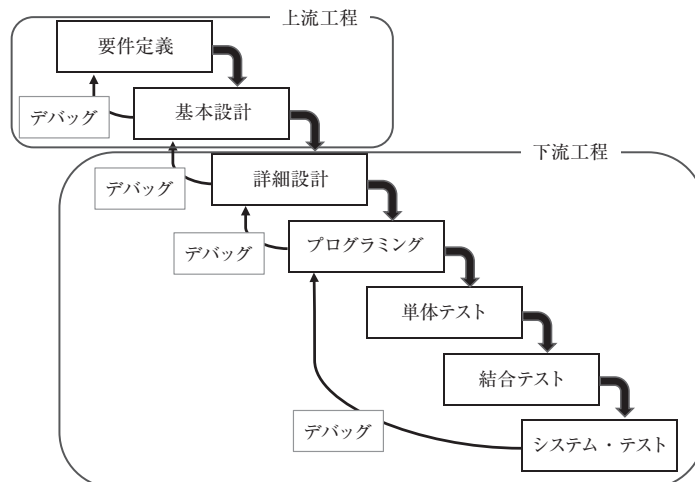 上流工程
要件定義
デバッグ
基本設計
下流工程
デバッグ
詳細設計
デバッグ
プログラミング
単体テスト
結合テスト
デバッグ
システム・テスト